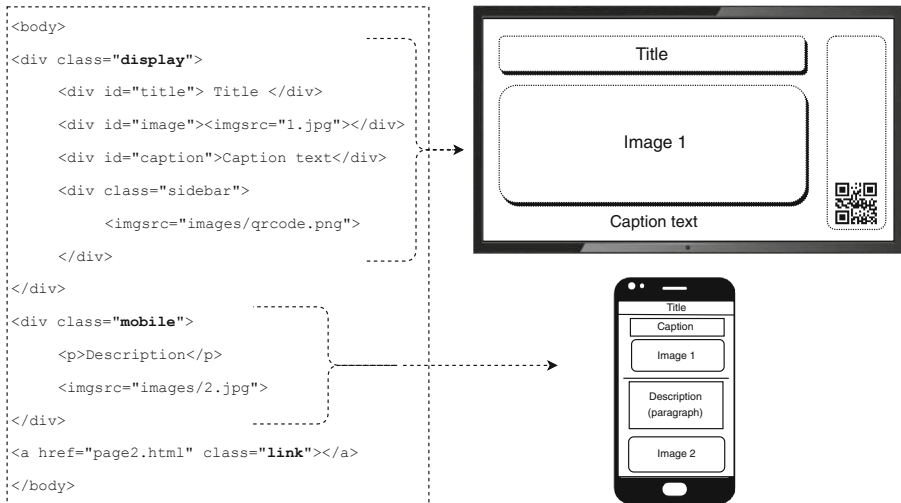 <body>
<div class="display">
<div id="title"> Title </div>
<div id="image"><imgsrc="1.jpg"></div>
<div id="caption">Caption text</div>
<div class="sidebar">
<imgsrc="images/qrcode.png">
</div>
</div>
<div class="mobile">
<p>Description</p>
<imgsrc="images/2.jpg">
</div>
<a href="page2.html" class="link"></a>
</body>
Title
Image 1
Caption text
Title
Caption
Image 1
Description
(paragraph)
Image 2